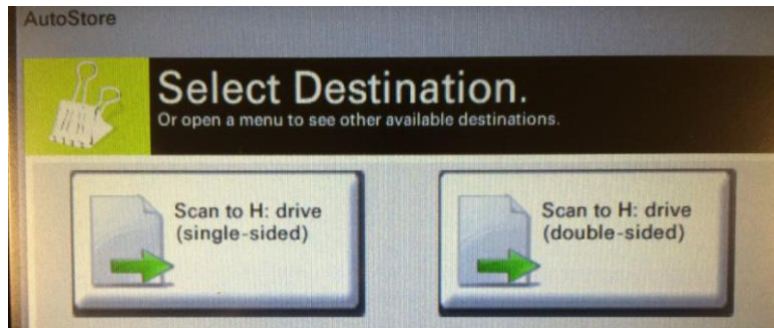 AutoStore
Select Destination.
Or open a menu to see other available destinations.
Scan to H: drive
(single-sided)
Scan to H: drive
(double-sided)